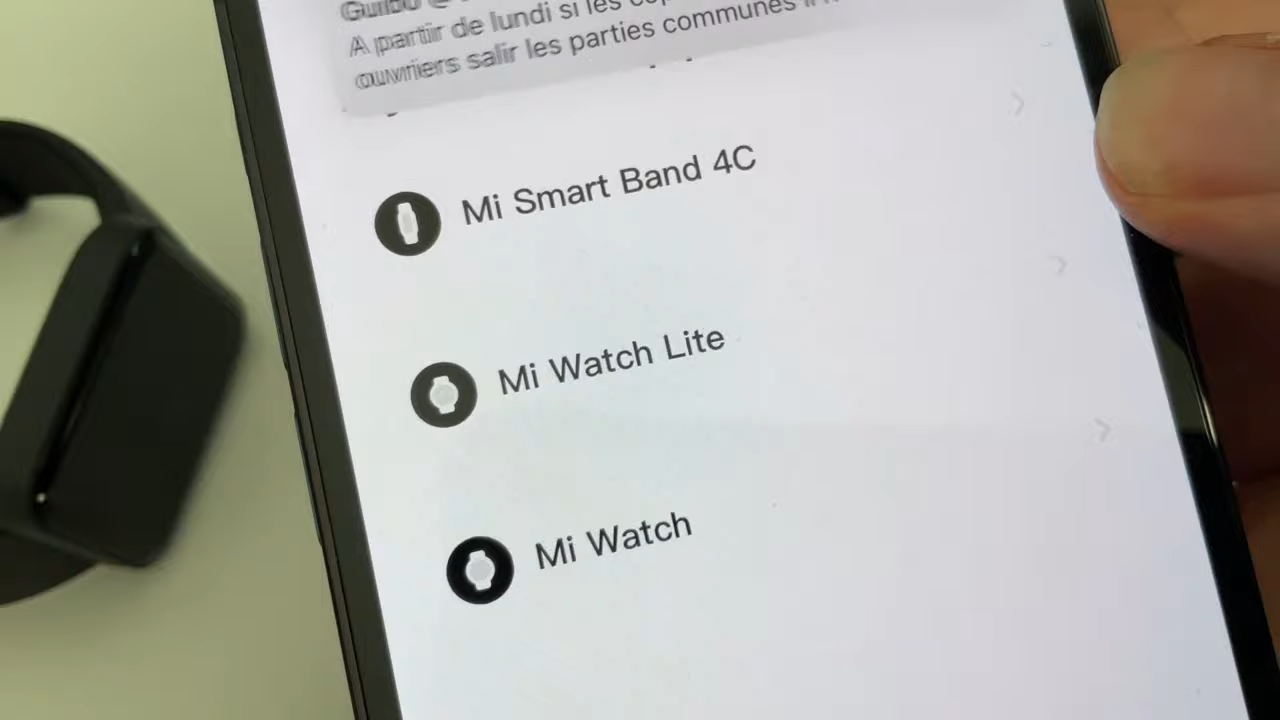 A partir de lundi si les
ouvriers salir les parties communes
Mi Smart Band 4C
Mi Watch Lite
Mi Watch